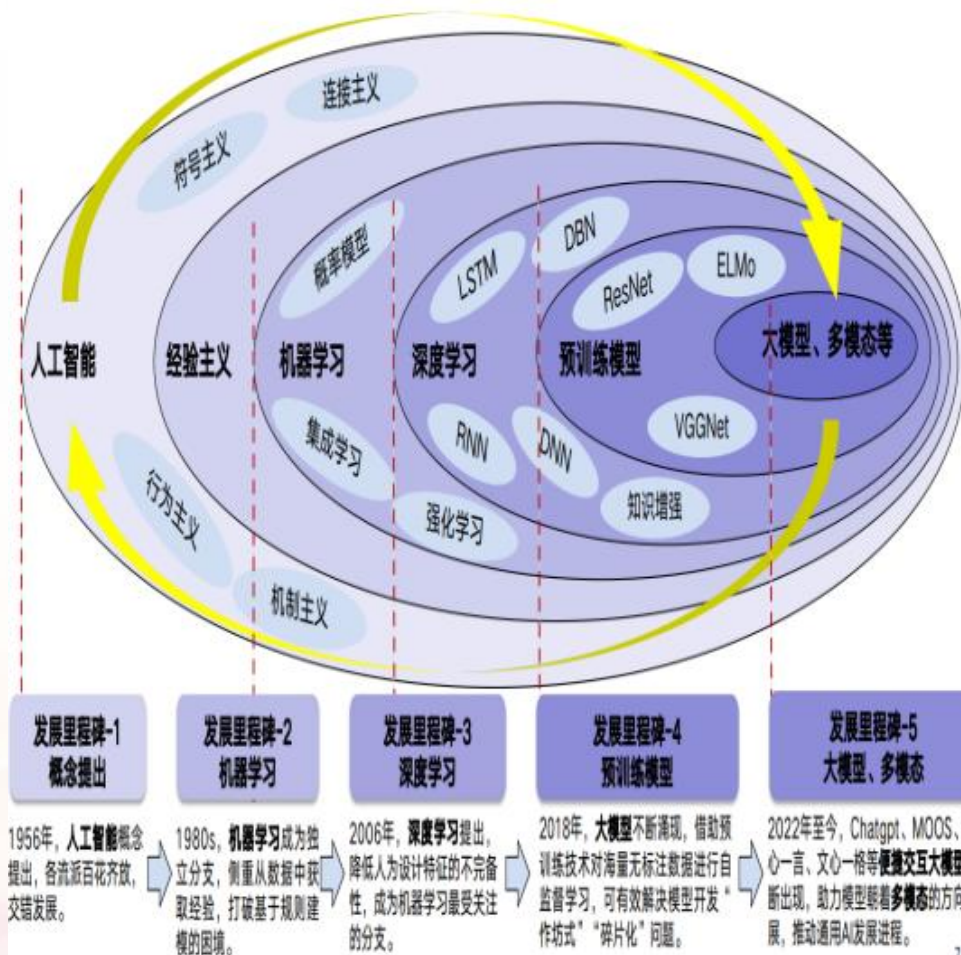 连接主义
符号主义
概率模型
LSTM
DBN
ResNet
ELMo
人工智能
经验主义
机器学习
深度学习
预训练模型
大模型、多模态等
集成学习
RNN
DNN
VGGNet
行为主义
强化学习
知识增强
机制主义
发展里程碑-1
概念提出
1956年，人工智能概念
提出，各流派百花齐放，
交错发展。
发展里程碑-2
机器学习
1980s，机器学习成为独
立分支，侧重从数据中获
取经验，打破基于规则建
模的困境。
发展里程碑-3
深度学习
2006年，深度学习提出，
降低人为设计特征的不完备
性，成为机器学习最受关注
的分支。
发展里程碑-4
预训练模型
2018年，大模型不断涌现，借助预
训练技术对海量无标注数据进行自
监督学习，可有效解决模型开发“
作坊式”“碎片化”问题。
发展里程碑-5
大模型、多模态
2022年至今，Chatgpt、MOOS、
心一言、文心一格等便捷交互大模型
断出现，助力模型朝着多模态的方向
展，推动通用AI发展进程。